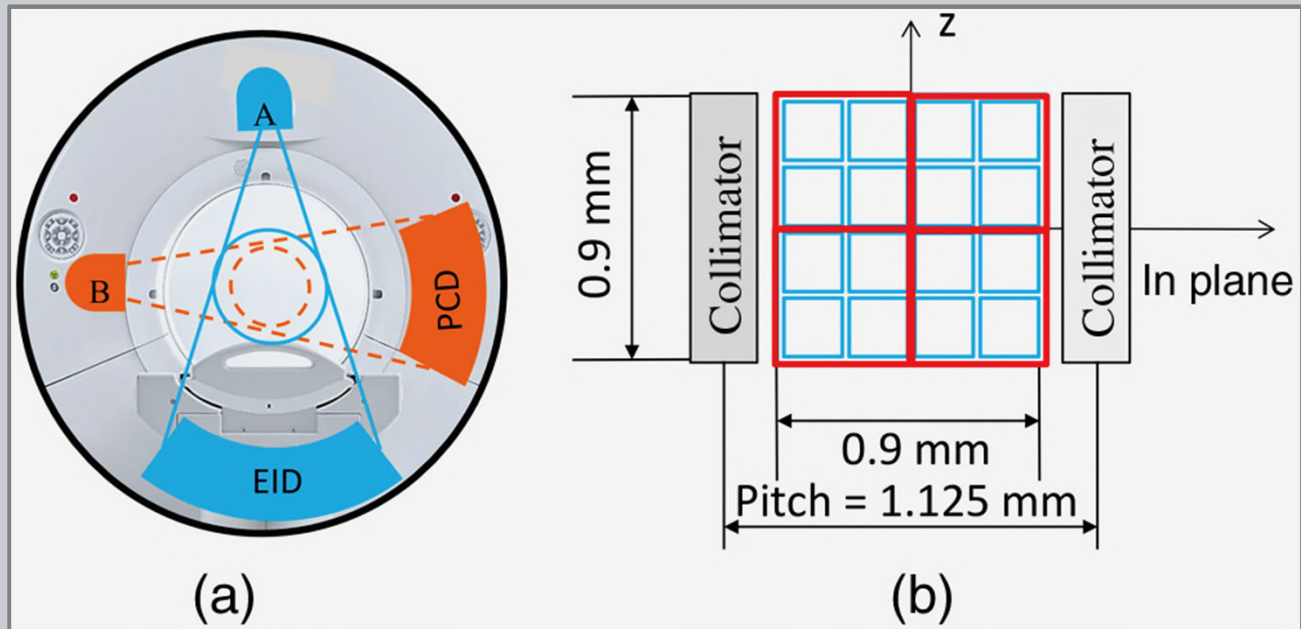 A
B
PCD
EID
(a)
z
0.9 mm
Collimator
Collimator
In plane
0.9 mm
Pitch = 1.125 mm
(b)